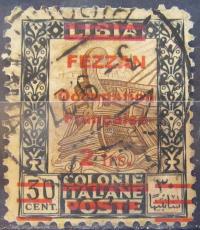 LIBIA
FEZZAN
Occupation
Française
2 frs
30
CENT.
COLONIE
ITALIANE
POSTE